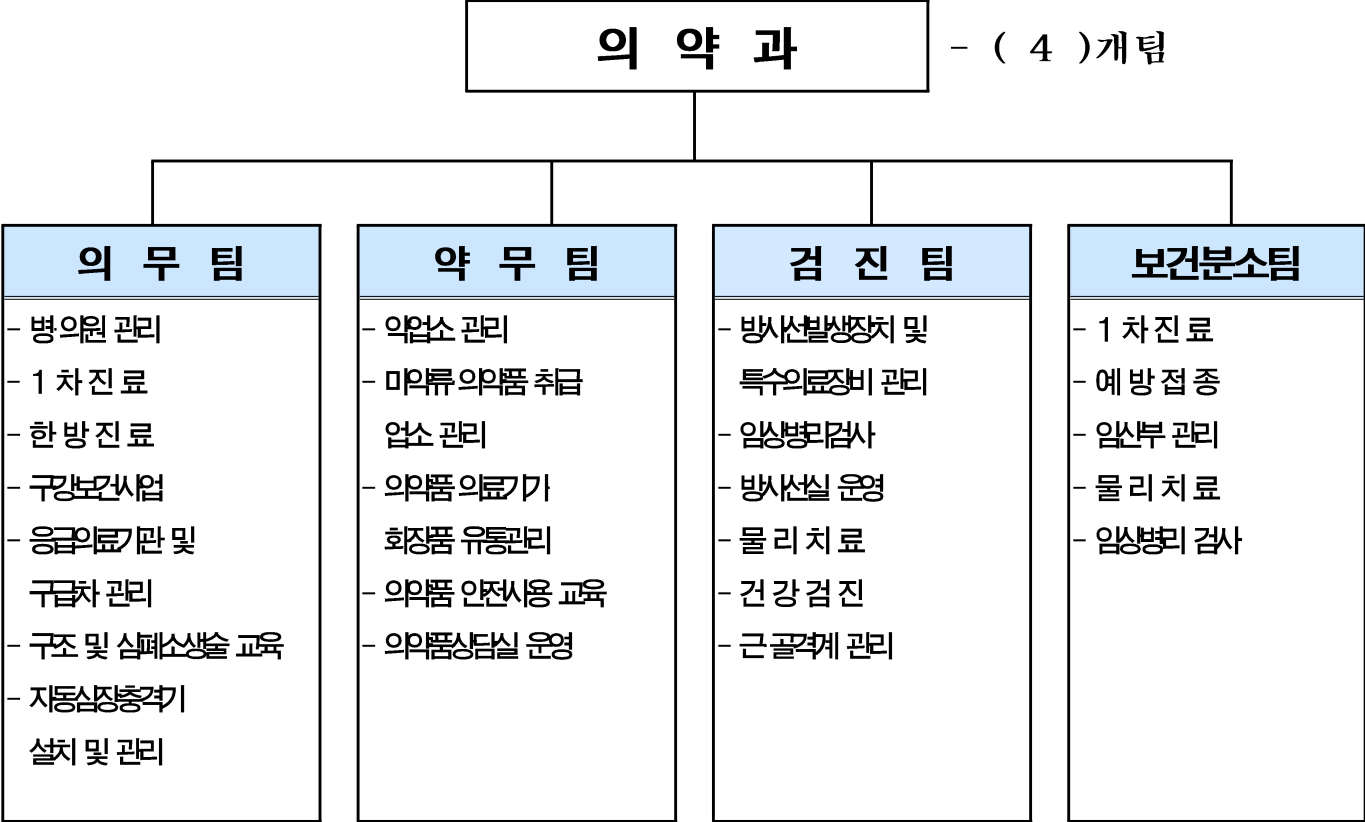 의 약 과
- ( 4 )개팀
의 무 팀
- 병·의원 관리
- 1 차 진 료
- 한 방 진 료
- 구강보건사업
- 응급의료기관 및
구급차 관리
- 구조 및 심폐소생술 교육
- 자동심장충격기
설치 및 관리
약 무 팀
- 약업소 관리
- 마약류 의약품 취급
업소 관리
- 의약품 의료기기
화장품 유통관리
- 의약품 안전사용 교육
- 의약품상담실 운영
검 진 팀
- 방사선발생장치 및
특수의료장비 관리
- 임상병리검사
- 방사선실 운영
- 물 리 치 료
- 건 강 검 진
- 근 골격계 관리
보건분소팀
- 1 차 진 료
- 예 방 접 종
- 임산부 관리
- 물 리 치 료
- 임상병리 검사